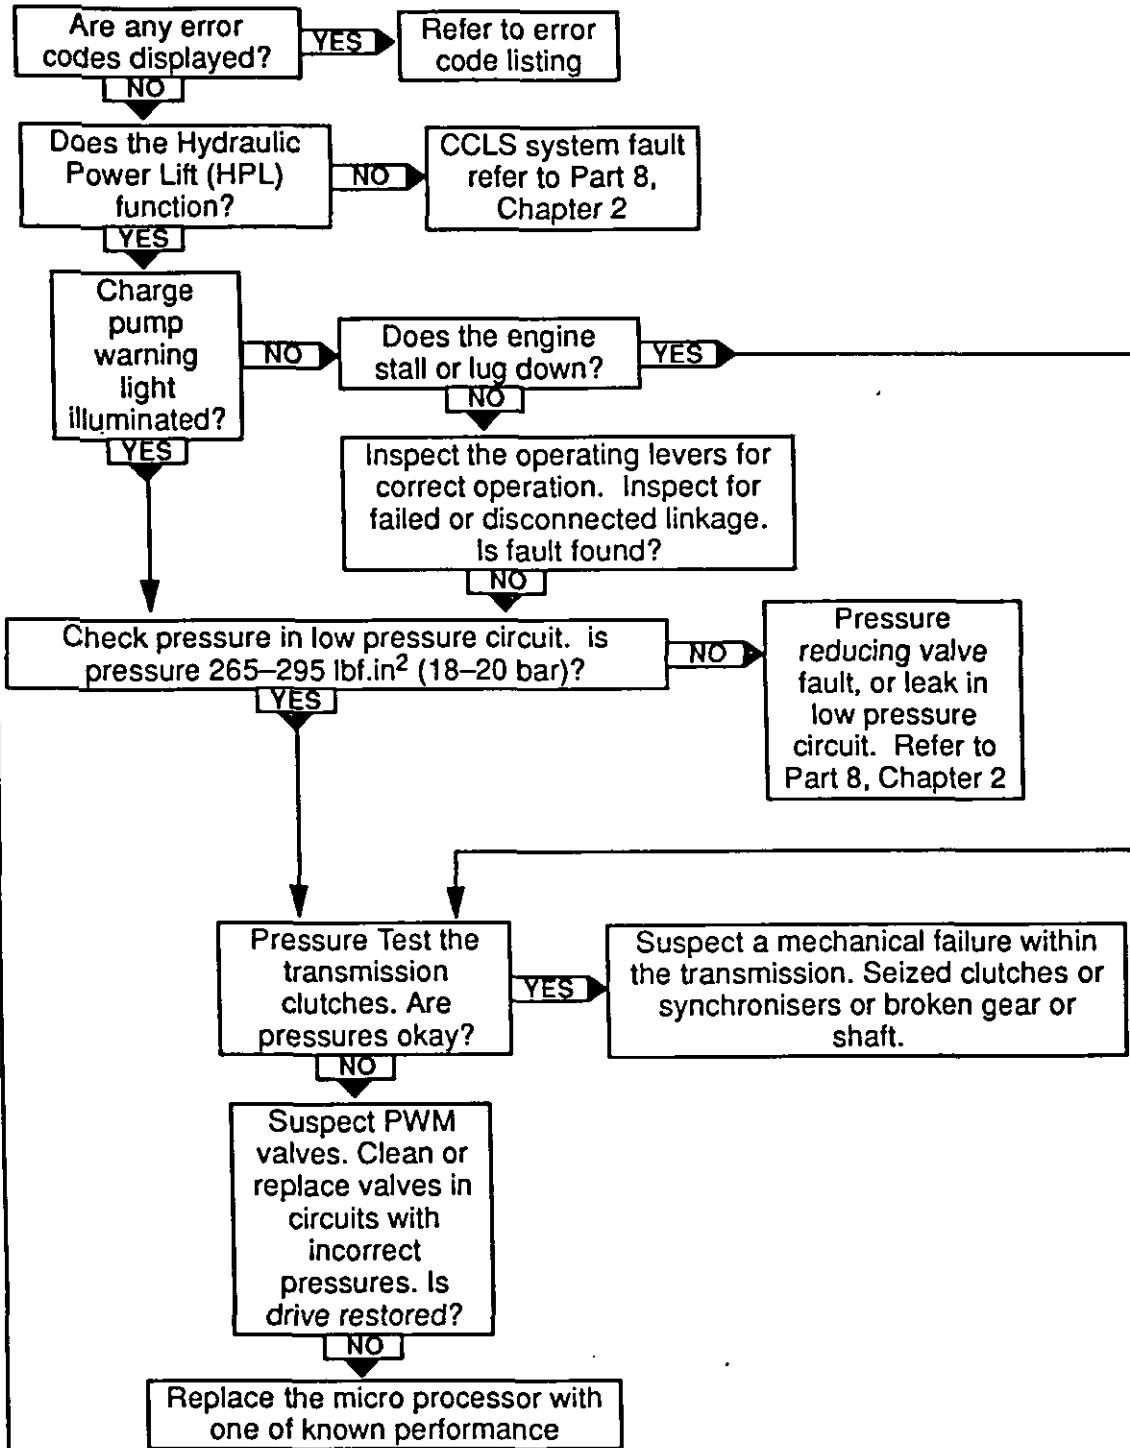 Are any error
codes displayed?
YES
Refer to error
code listing
NO
Does the Hydraulic
Power Lift (HPL)
function?
NO
CCLS system fault
refer to Part 8,
Chapter 2
YES
Charge
pump
warning
light
illuminated?
NO
Does the engine
stall or lug down?
YES
NO
YES
Inspect the operating levers for
correct operation. Inspect for
failed or disconnected linkage.
Is fault found?
NO
Check pressure in low pressure circuit. is
pressure 265–295 lbf.in² (18–20 bar)?
NO
Pressure
reducing valve
fault, or leak in
low pressure
circuit. Refer to
Part 8, Chapter 2
YES
Pressure Test the
transmission
clutches. Are
pressures okay?
YES
Suspect a mechanical failure within
the transmission. Seized clutches or
synchronisers or broken gear or
shaft.
NO
Suspect PWM
valves. Clean or
replace valves in
circuits with
incorrect
pressures. Is
drive restored?
NO
Replace the micro processor with
one of known performance